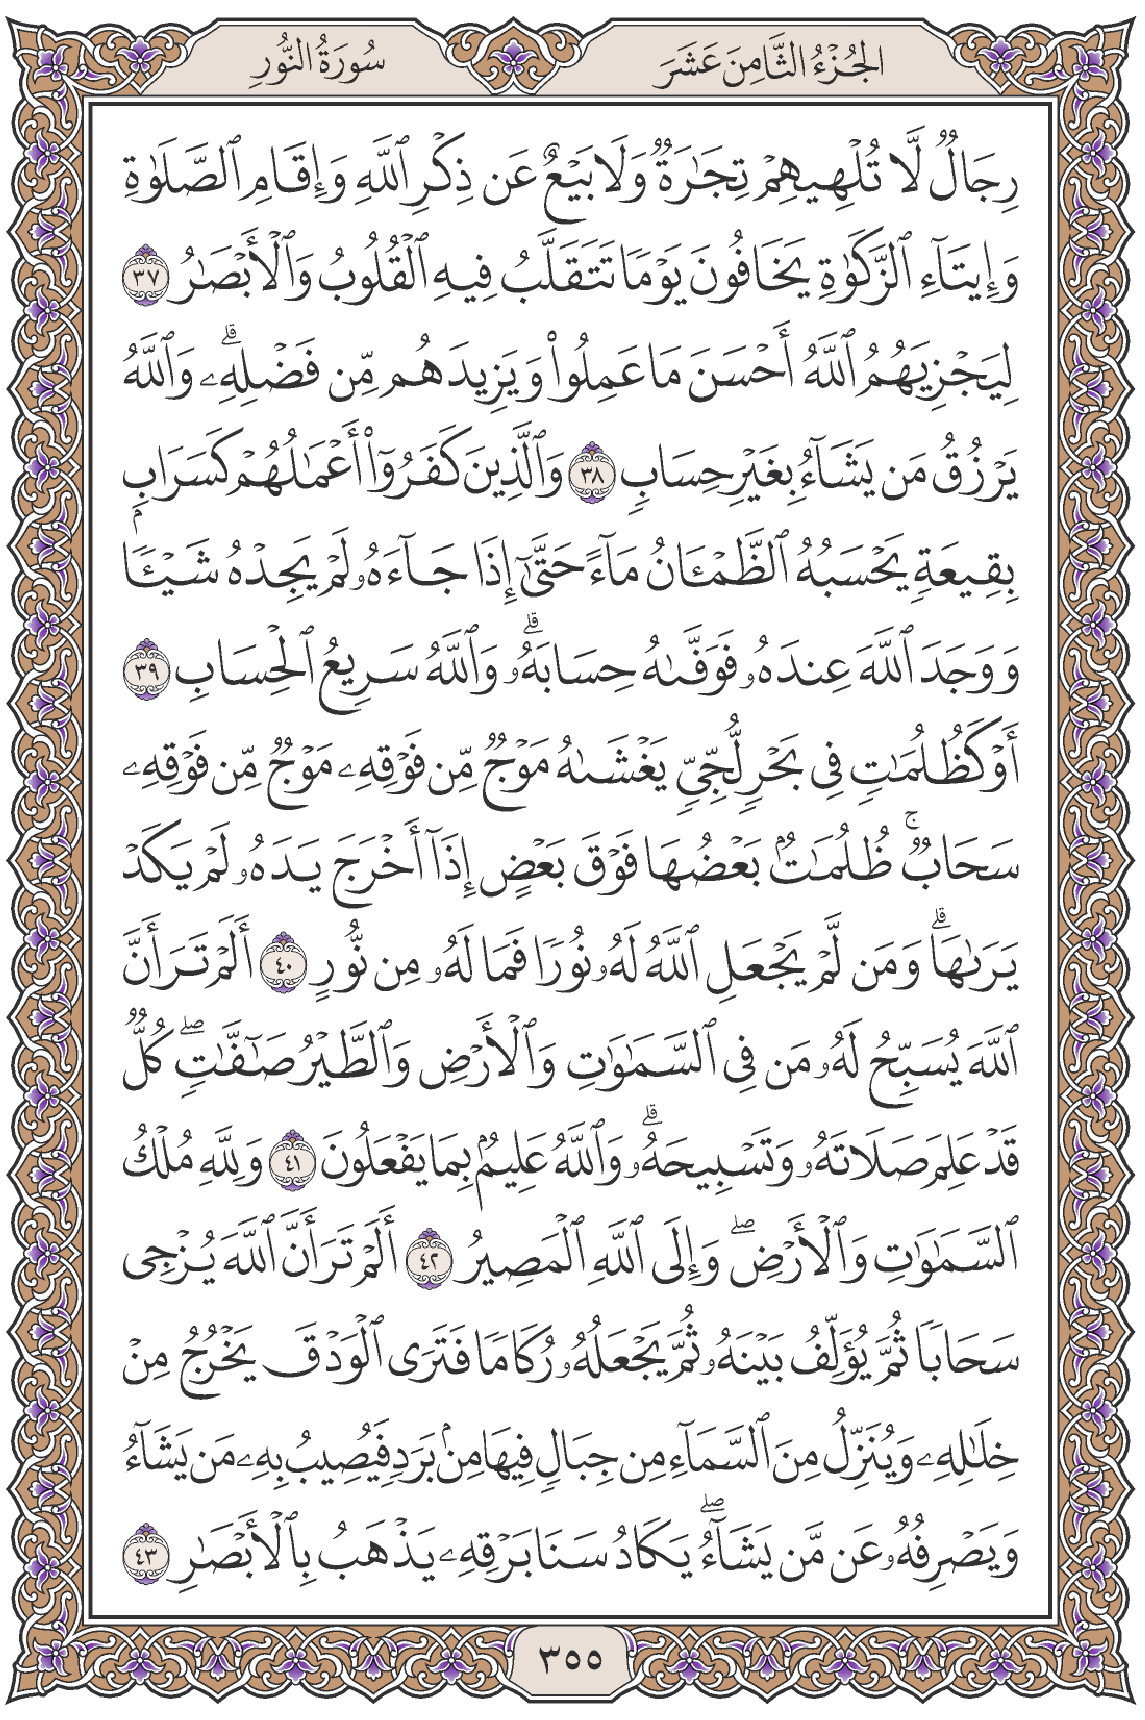 الجُزْءُ الثَّامِنَ عَشَرَ
سُورَةُ النُّورِ
رِجَالٌ لَّا تُلْهِيهِمْ تِجَٰرَةٌ وَلَا بَيْعٌ عَن ذِكْرِ ٱللَّهِ وَإِقَامِ ٱلصَّلَوٰةِ
وَإِيتَآءِ ٱلزَّكَوٰةِ يَخَافُونَ يَوْمًا تَتَقَلَّبُ فِيهِ ٱلْقُلُوبُ وَٱلْأَبْصَٰرُ ٣٧
لِيَجْزِيَهُمُ ٱللَّهُ أَحْسَنَ مَا عَمِلُوا۟ وَيَزِيدَهُم مِّن فَضْلِهِۦ ۗ وَٱللَّهُ
يَرْزُقُ مَن يَشَآءُ بِغَيْرِ حِسَابٍ ٣٨ وَٱلَّذِينَ كَفَرُوٓا۟ أَعْمَٰلُهُمْ كَسَرَابٍۭ
بِقِيعَةٍ يَحْسَبُهُ ٱلظَّمْـَٔانُ مَآءً حَتَّىٰٓ إِذَا جَآءَهُۥ لَمْ يَجِدْهُ شَيْـًٔا
وَوَجَدَ ٱللَّهَ عِندَهُۥ فَوَفَّىٰهُ حِسَابَهُۥ ۗ وَٱللَّهُ سَرِيعُ ٱلْحِسَابِ ٣٩
أَوْ كَظُلُمَٰتٍ فِى بَحْرٍ لُّجِّىٍّ يَغْشَىٰهُ مَوْجٌ مِّن فَوْقِهِۦ مَوْجٌ مِّن فَوْقِهِۦ
سَحَابٌ ۚ ظُلُمَٰتٌۢ بَعْضُهَا فَوْقَ بَعْضٍ إِذَآ أَخْرَجَ يَدَهُۥ لَمْ يَكَدْ
يَرَىٰهَا ۗ وَمَن لَّمْ يَجْعَلِ ٱللَّهُ لَهُۥ نُورًا فَمَا لَهُۥ مِن نُّورٍ ٤٠ أَلَمْ تَرَ أَنَّ
ٱللَّهَ يُسَبِّحُ لَهُۥ مَن فِى ٱلسَّمَٰوَٰتِ وَٱلْأَرْضِ وَٱلطَّيْرُ صَٰٓفَّٰتٍ ۖ كُلٌّ
قَدْ عَلِمَ صَلَاتَهُۥ وَتَسْبِيحَهُۥ ۗ وَٱللَّهُ عَلِيمٌۢ بِمَا يَفْعَلُونَ ٤١ وَلِلَّهِ مُلْكُ
ٱلسَّمَٰوَٰتِ وَٱلْأَرْضِ ۖ وَإِلَى ٱللَّهِ ٱلْمَصِيرُ ٤٢ أَلَمْ تَرَ أَنَّ ٱللَّهَ يُزْجِى
سَحَابًا ثُمَّ يُؤَلِّفُ بَيْنَهُۥ ثُمَّ يَجْعَلُهُۥ رُكَامًا فَتَرَى ٱلْوَدْقَ يَخْرُجُ مِنْ
خِلَٰلِهِۦ وَيُنَزِّلُ مِنَ ٱلسَّمَآءِ مِن جِبَالٍ فِيهَا مِنۢ بَرَدٍ فَيُصِيبُ بِهِۦ مَن يَشَآءُ
وَيَصْرِفُهُۥ عَن مَّن يَشَآءُ ۖ يَكَادُ سَنَا بَرْقِهِۦ يَذْهَبُ بِٱلْأَبْصَٰرِ ٤٣
٣٥٥